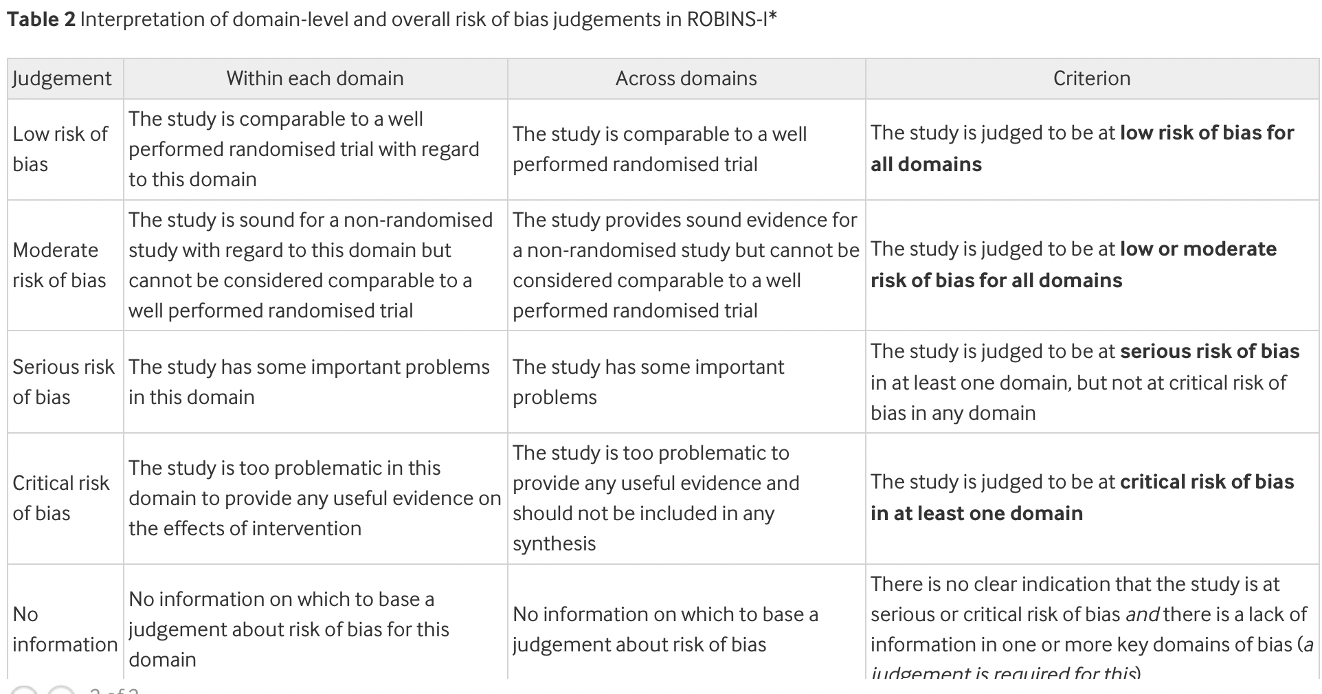 Table 2 Interpretation of domain-level and overall risk of bias judgements in ROBINS-I*
Judgement
Within each domain
Across domains
Criterion
Low risk of
bias
The study is comparable to a well
performed randomised trial with regard
to this domain
The study is comparable to a well
performed randomised trial
The study is judged to be at low risk of bias for
all domains
Moderate
risk of bias
The study is sound for a non-randomised
study with regard to this domain but
cannot be considered comparable to a
well performed randomised trial
The study provides sound evidence for
a non-randomised study but cannot be
considered comparable to a well
performed randomised trial
The study is judged to be at low or moderate
risk of bias for all domains
Serious risk
of bias
The study has some important problems
in this domain
The study has some important
problems
The study is judged to be at serious risk of bias
in at least one domain, but not at critical risk of
bias in any domain
Critical risk
of bias
The study is too problematic in this
domain to provide any useful evidence on
the effects of intervention
The study is too problematic to
provide any useful evidence and
should not be included in any
synthesis
The study is judged to be at critical risk of bias
in at least one domain
No
information
No information on which to base a
judgement about risk of bias for this
domain
No information on which to base a
judgement about risk of bias
There is no clear indication that the study is at
serious or critical risk of bias and there is a lack of
information in one or more key domains of bias (a
judgement is required for this)